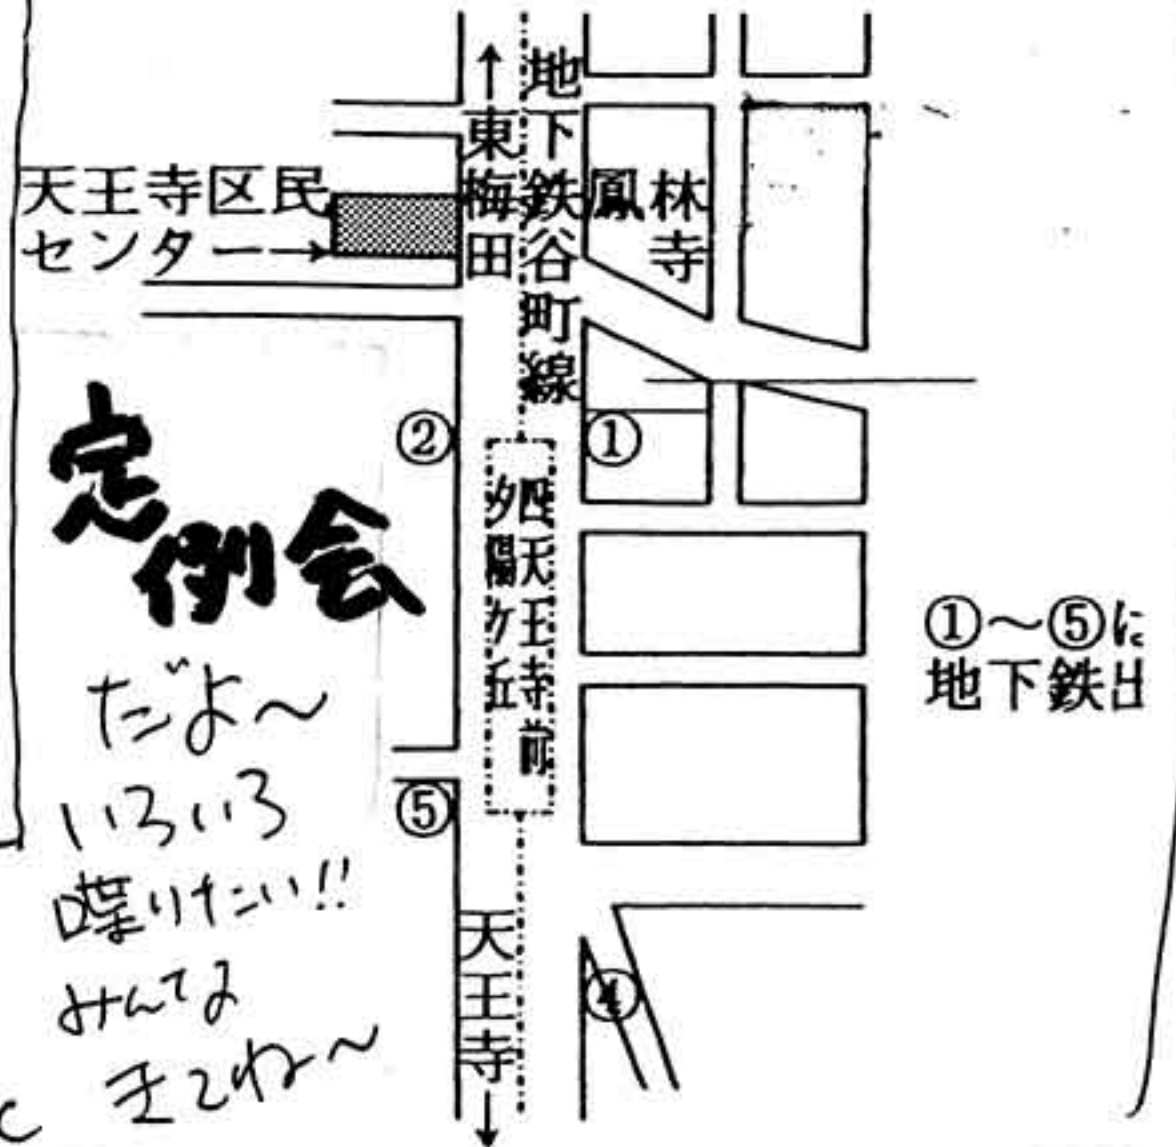 ↑東梅田
地下鉄谷町線
天王寺区民
センター→
鳳林寺
②
①
四天王寺前
夕陽ケ丘
定例会
だよ～
いろいろ
喋りたい!!
みんなで
きてね～
①～⑤に
地下鉄出
⑤
④
天王寺↓